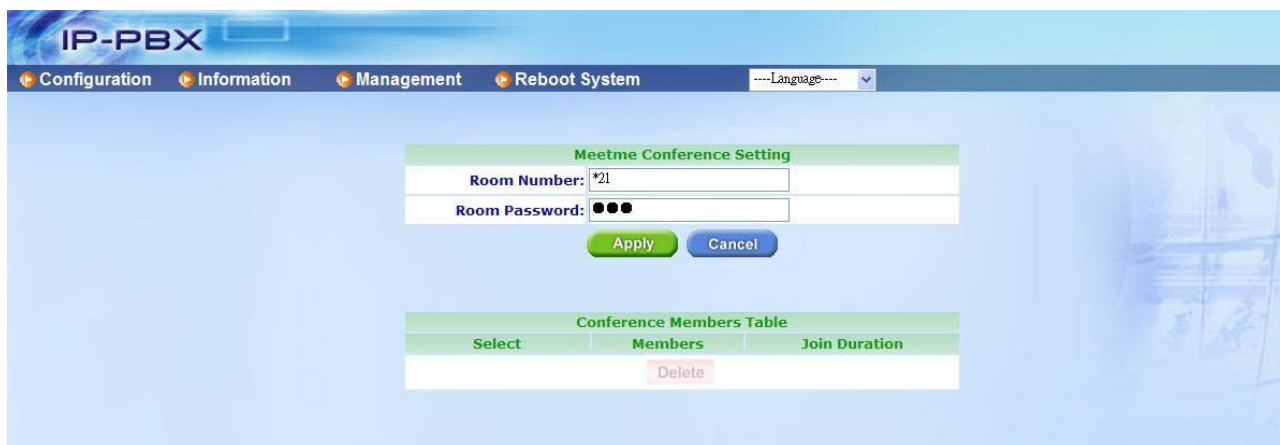 IP-PBX
Configuration Information Management Reboot System ----Language----
Meetme Conference Setting
Room Number: *21
Room Password: ●●●
Apply Cancel
Conference Members Table
Select Members Join Duration
Delete